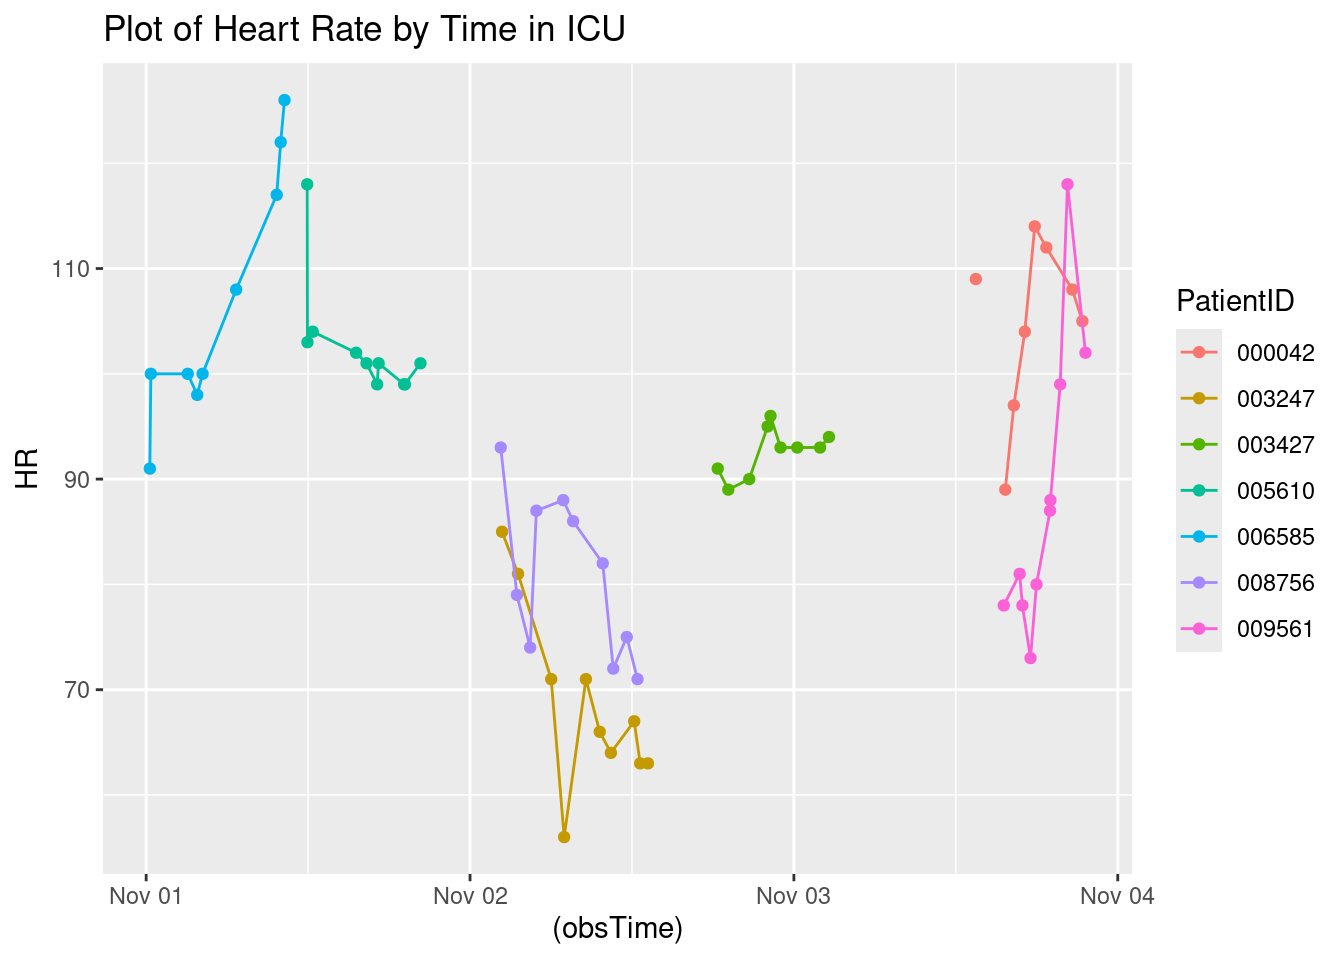 Plot of Heart Rate by Time in ICU
HR
110
90
70
Nov 01
Nov 02
Nov 03
Nov 04
(obsTime)
PatientID
000042
003247
003427
005610
006585
008756
009561